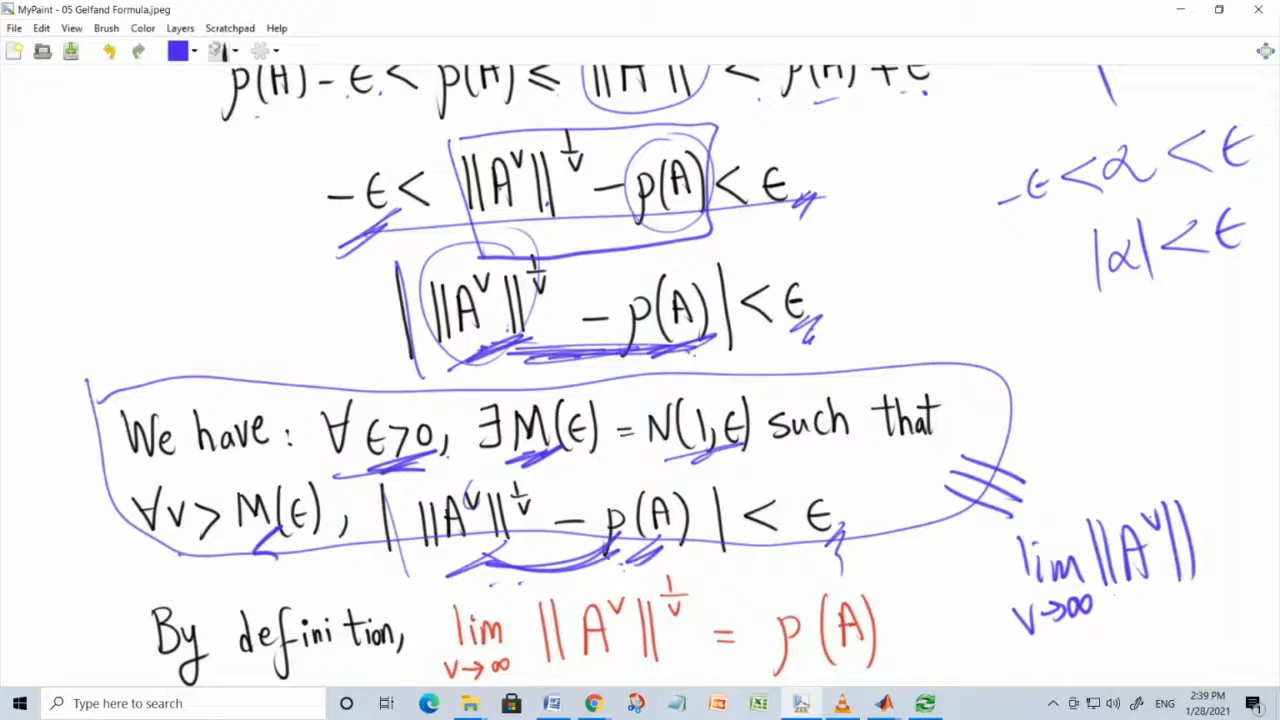 MyPaint - 05 Gelfand Formula.jpeg
File Edit View Brush Color Layers Scratchpad Help
ρ(A) - ϵ < ρ(A) ⩽ ||A || < ρ(A) + ϵ
-ϵ < ||A^ν||^(1/ν) - ρ(A) < ϵ
-ϵ < α < ϵ
|α| < ϵ
| ||A^ν||^(1/ν) - ρ(A) | < ϵ
We have: ∀ ϵ>0, ∃ M(ϵ) = N(1,ϵ) such that
∀ν > M(ϵ), | ||A^ν||^(1/ν) - ρ(A) | < ϵ
lim ||A^ν||
ν→∞
By definition, lim ||A^ν||^(1/ν) = ρ(A)
ν→∞
Type here to search
ENG
2:39 PM
1/28/2021